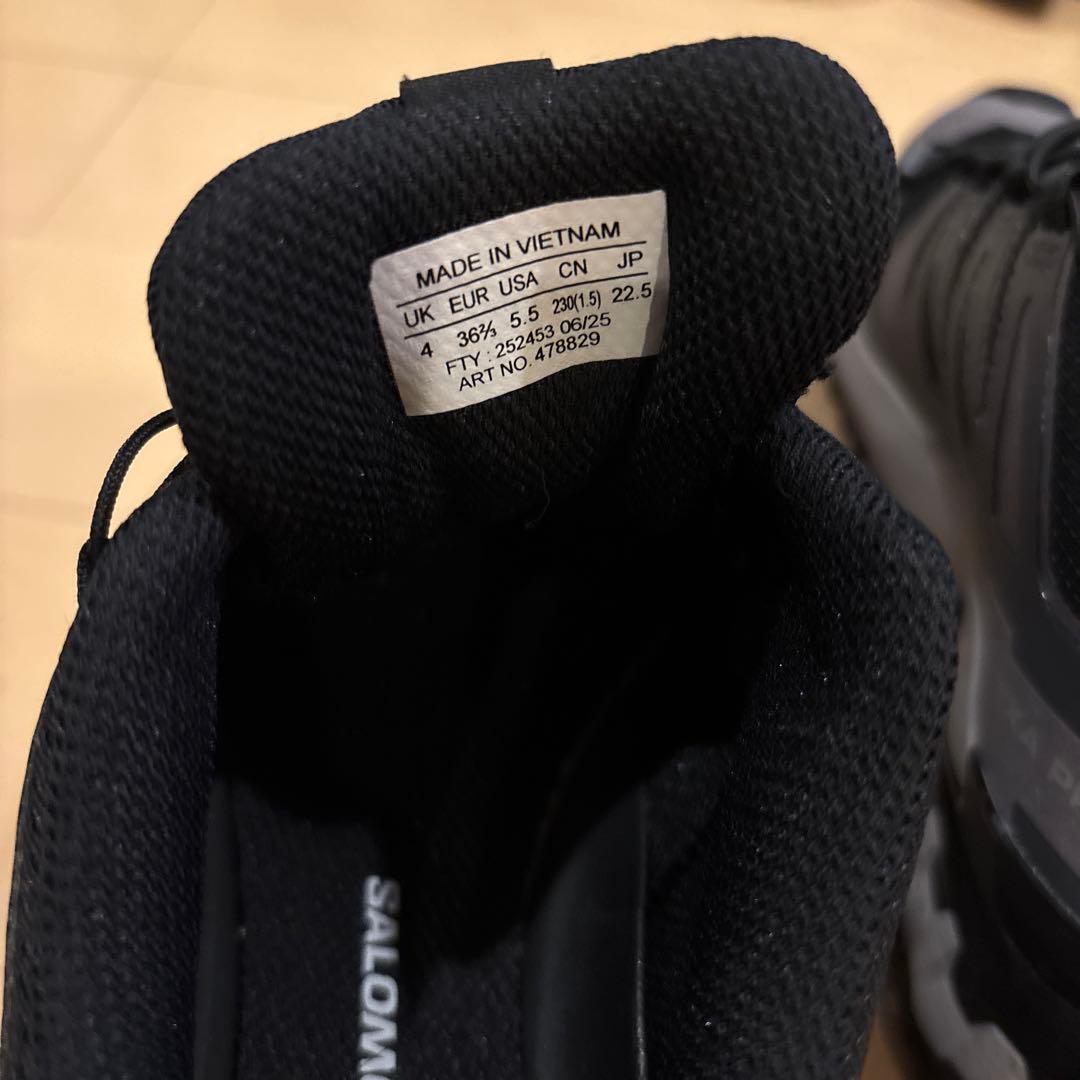 MADE IN VIETNAM
UK EUR USA CN JP
4 36⅔ 5.5 230(1.5) 22.5
FTY : 252453 06/25
ART NO. 478829
SALOMO
XA P